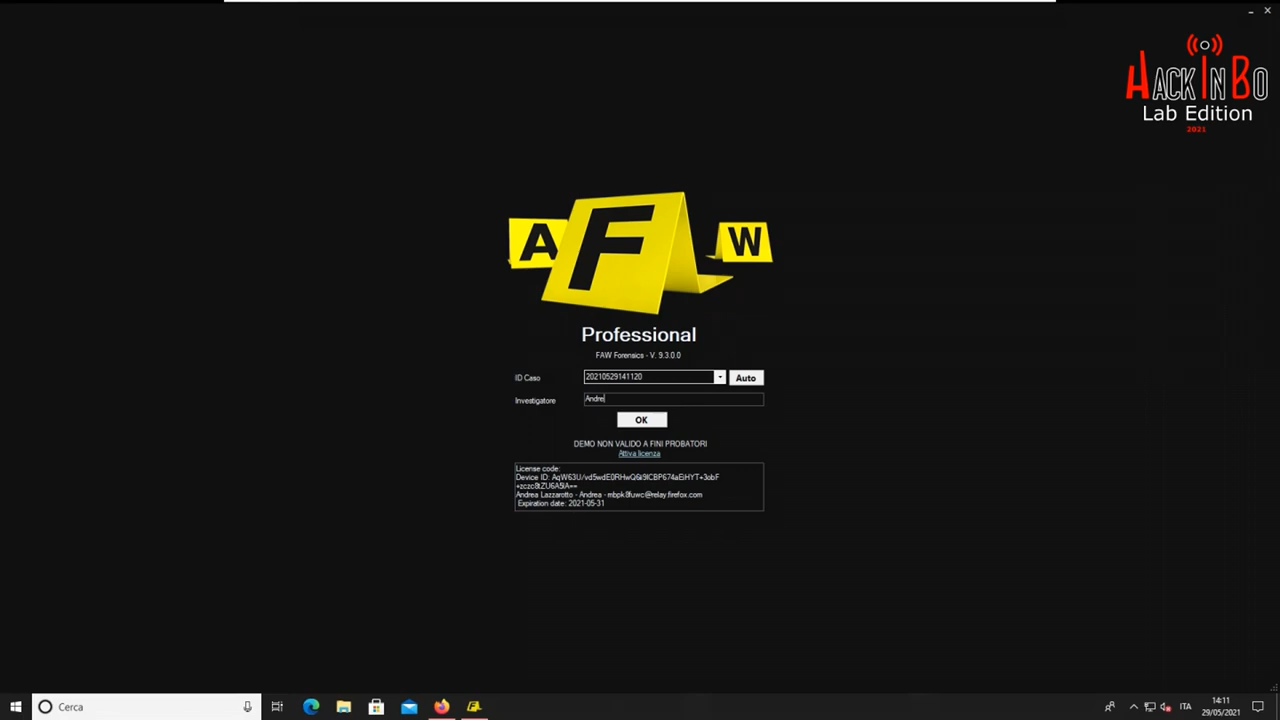 HACK IN BO
Lab Edition
2021
A F W
Professional
FAW Forensics - V. 9.3.0.0
ID Caso 20210529141120 Auto
Investigatore Andre
OK
DEMO NON VALIDO A FINI PROBATORI
Attiva licenza
License code:
Andrea Lazzarotto - Andrea - mbpk8fuwc@relay.firefox.com
Expiration date: 2021-05-31
Cerca
ITA
14:11
29/05/2021